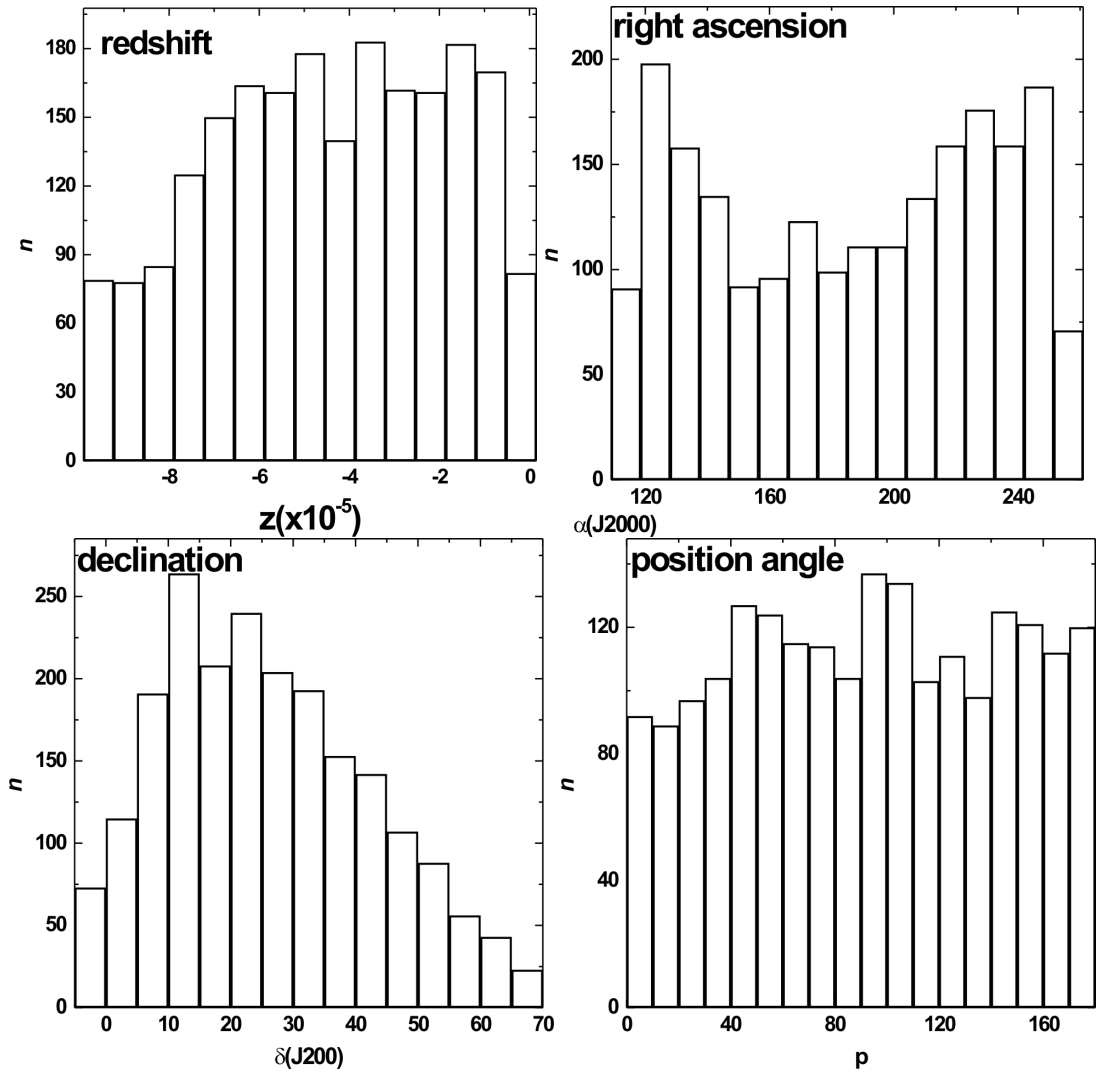 redshift
n
180
150
120
90
60
30
0
-8 -6 -4 -2 0
z(x10-5)
right ascension
n
200
150
100
50
0
120 160 200 240
α(J2000)
declination
n
250
200
150
100
50
0
0 10 20 30 40 50 60 70
δ(J200)
position angle
n
120
80
40
0
0 40 80 120 160
p